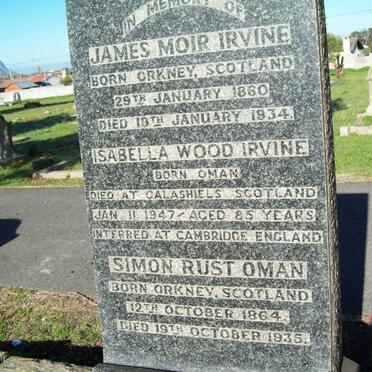 IN MEMORY OF
JAMES MOIR IRVINE
BORN ORKNEY, SCOTLAND
29TH JANUARY 1860
DIED 19TH JANUARY 1934.
ISABELLA WOOD IRVINE
BORN OMAN
DIED AT GALASHIELS SCOTLAND
JAN. 11 1947 - AGED 85 YEARS
INTERRED AT CAMBRIDGE ENGLAND
SIMON RUST OMAN
BORN ORKNEY, SCOTLAND
12TH OCTOBER 1864.
DIED 19TH OCTOBER 1935.